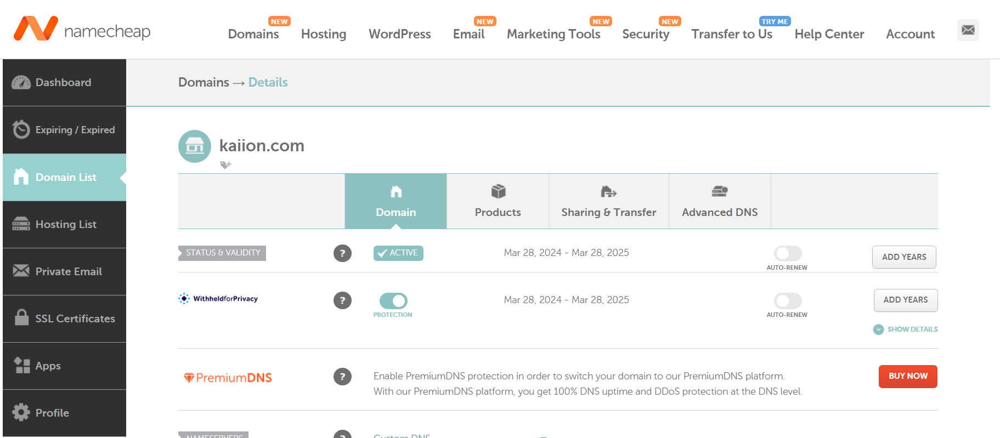 namecheap
Domains NEW
Hosting
WordPress
Email NEW
Marketing Tools NEW
Security NEW
Transfer to Us TRY ME
Help Center
Account
Dashboard
Expiring / Expired
Domain List
Hosting List
Private Email
SSL Certificates
Apps
Profile
Domains → Details
kaiion.com
Domain
Products
Sharing & Transfer
Advanced DNS
STATUS & VALIDITY
?
ACTIVE
Mar 28, 2024 - Mar 28, 2025
AUTO-RENEW
ADD YEARS
WithheldforPrivacy
?
PROTECTION
Mar 28, 2024 - Mar 28, 2025
AUTO-RENEW
ADD YEARS
SHOW DETAILS
PremiumDNS
?
Enable PremiumDNS protection in order to switch your domain to our PremiumDNS platform.
With our PremiumDNS platform, you get 100% DNS uptime and DDoS protection at the DNS level.
BUY NOW
NAMESERVERS
?
Custom DNS